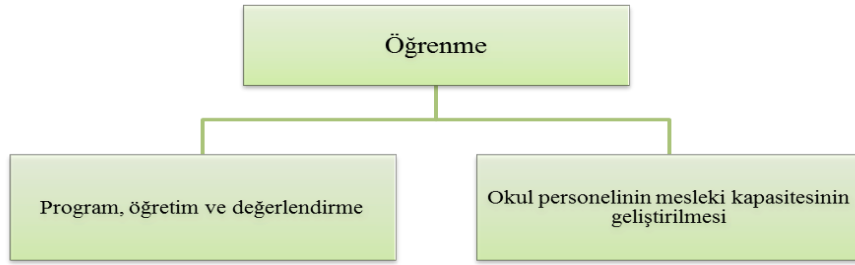 Öğrenme
Program, öğretim ve değerlendirme
Okul personelinin mesleki kapasitesinin
geliştirilmesi